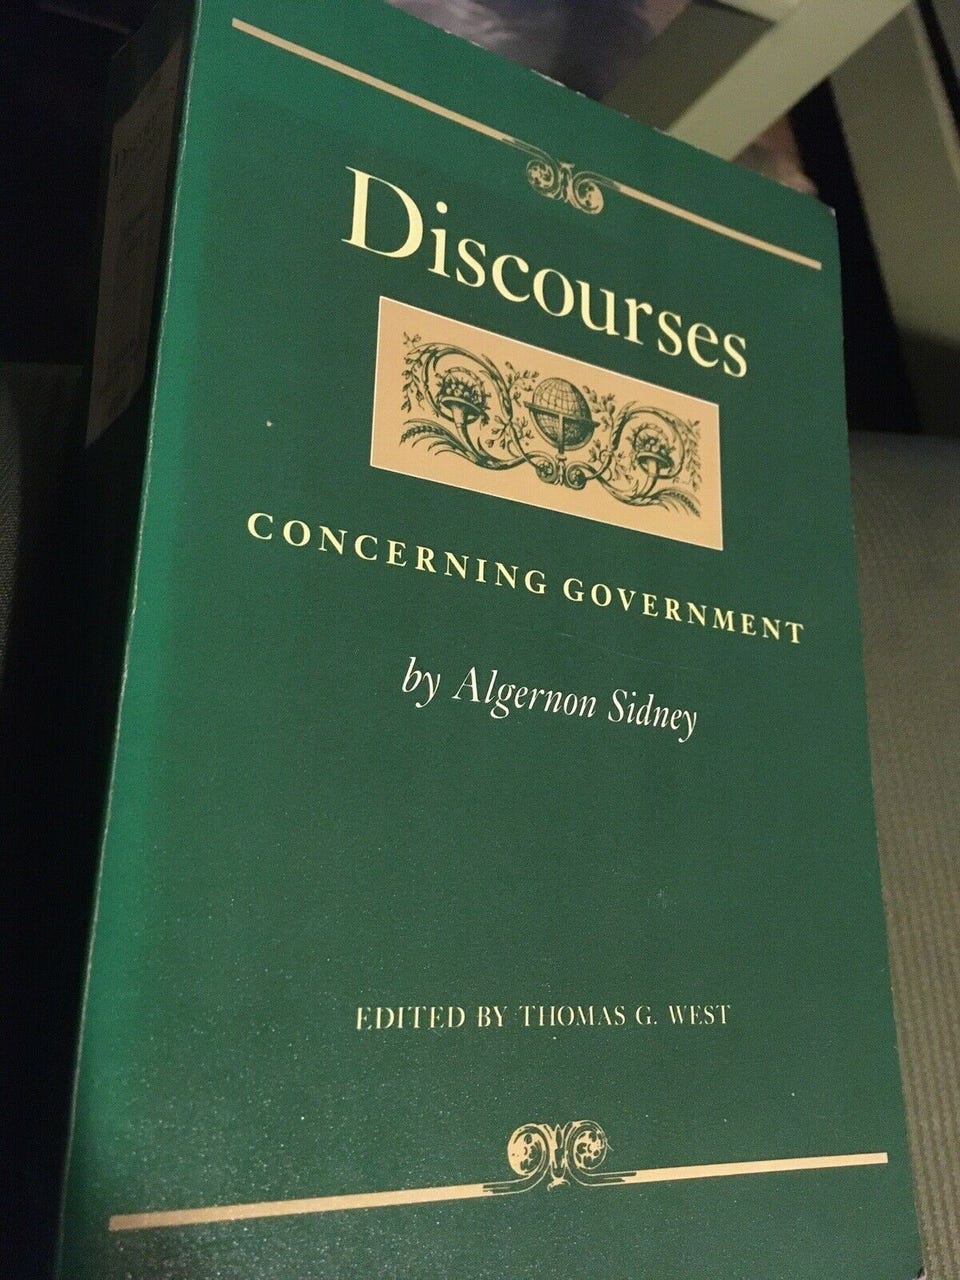 Discourses
CONCERNING GOVERNMENT
by Algernon Sidney
EDITED BY THOMAS G. WEST